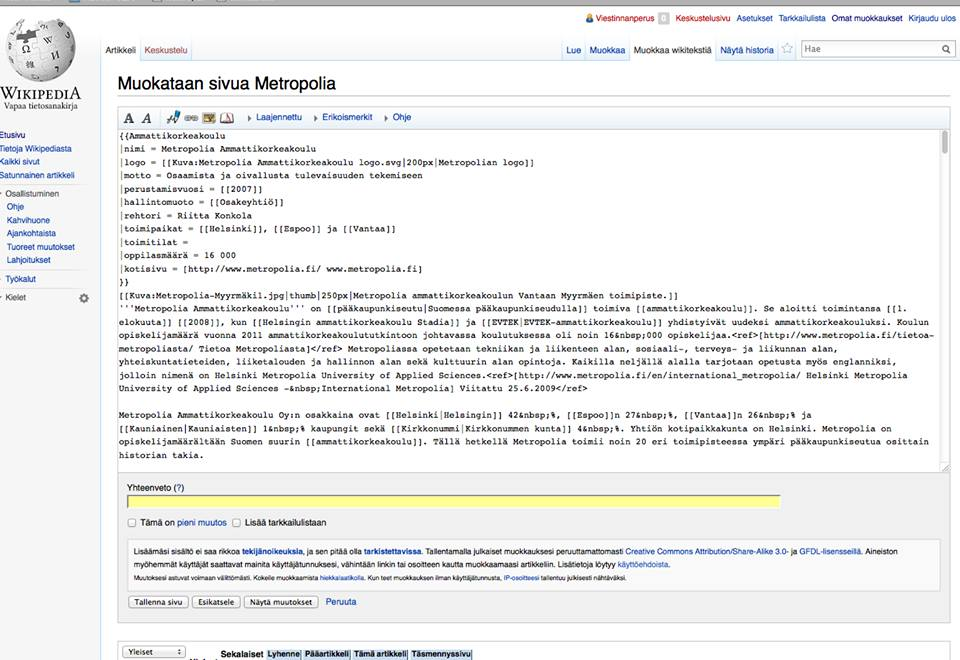 Viestinnanperus 0 Keskustelusivu Asetukset Tarkkailulista Omat muokkaukset Kirjaudu ulos
Artikkeli Keskustelu Lue Muokkaa Muokkaa wikitekstiä Näytä historia Hae
WIKIPEDIA
Vapaa tietosanakirja
Etusivu
Tietoja Wikipediasta
Kaikki sivut
Satunnainen artikkeli
Osallistuminen
Ohje
Kahvihuone
Ajankohtaista
Tuoreet muutokset
Lahjoitukset
Työkalut
Kielet
Muokataan sivua Metropolia
A A Laajennettu Erikoismerkit Ohje
{{Ammattikorkeakoulu
|nimi = Metropolia Ammattikorkeakoulu
|logo = [[Kuva:Metropolia Ammattikorkeakoulu logo.svg|200px|Metropolian logo]]
|motto = Osaamista ja oivallusta tulevaisuuden tekemiseen
|perustamisvuosi = [[2007]]
|hallintomuoto = [[Osakeyhtiö]]
|rehtori = Riitta Konkola
|toimipaikat = [[Helsinki]], [[Espoo]] ja [[Vantaa]]
|toimitilat =
|oppilasmäärä = 16 000
|kotisivu = [http://www.metropolia.fi/ www.metropolia.fi]
}}
[[Kuva:Metropolia-Myyrmäki1.jpg|thumb|250px|Metropolia ammattikorkeakoulun Vantaan Myyrmäen toimipiste.]]
'''Metropolia Ammattikorkeakoulu''' on [[pääkaupunkiseutu|Suomessa pääkaupunkiseudulla]] toimiva [[ammattikorkeakoulu]]. Se aloitti toimintansa [[1.
elokuuta]] [[2008]], kun [[Helsingin ammattikorkeakoulu Stadia]] ja [[EVTEK|EVTEK-ammattikorkeakoulu]] yhdistyivät uudeksi ammattikorkeakouluksi. Koulun
opiskelijamäärä vuonna 2011 ammattikorkeakoulututkintoon johtavassa koulutuksessa oli noin 16&nbsp;000 opiskelijaa.<ref>[http://www.metropolia.fi/tietoa-
metropoliasta/ Tietoa Metropoliasta]</ref> Metropoliassa opetetaan tekniikan ja liikenteen alan, sosiaali-, terveys- ja liikunnan alan,
yhteiskuntatieteiden, liiketalouden ja hallinnon alan sekä kulttuurin alan opintoja. Kaikilla neljällä alalla tarjotaan opetusta myös englanniksi,
jolloin nimenä on Helsinki Metropolia University of Applied Sciences.<ref>[http://www.metropolia.fi/en/international_metropolia/ Helsinki Metropolia
University of Applied Sciences -&nbsp;International Metropolia] Viitattu 25.6.2009</ref>
Metropolia Ammattikorkeakoulu Oy:n osakkaina ovat [[Helsinki|Helsingin]] 42&nbsp;%, [[Espoo]]n 27&nbsp;%, [[Vantaa]]n 26&nbsp;% ja
[[Kauniainen|Kauniaisten]] 1&nbsp;% kaupungit sekä [[Kirkkonummi|Kirkkonummen kunta]] 4&nbsp;%. Yhtiön kotipaikkakunta on Helsinki. Metropolia on
opiskelijamäärältään Suomen suurin [[ammattikorkeakoulu]]. Tällä hetkellä Metropolia toimii noin 20 eri toimipisteessa ympäri pääkaupunkiseutua osittain
historian takia.
Yhteenveto (?)
Tämä on pieni muutos Lisää tarkkailulistaan
Lisäämäsi sisältö ei saa rikkoa tekijänoikeuksia, ja sen pitää olla tarkistettavissa. Tallentamalla julkaiset muokkauksesi peruuttamattomasti Creative Commons Attribution/Share-Alike 3.0- ja GFDL-lisensseillä. Aineiston
myöhemmät käyttäjät saattavat mainita käyttäjätunnuksesi, vähintään linkin tai osoitteen kautta muokkaamaasi artikkeliin. Lisätietoja löytyy käyttöehdoista.
Muutoksesi astuvat voimaan välittömästi. Kokeile muokkaamista hiekkalaatikolla. Kun teet muokkauksen ilman käyttäjätunnusta, IP-osoitteesi tallentuu julkisesti nähtäväksi.
Tallenna sivu Esikatsele Näytä muutokset Peruuta
Yleiset Sekalaiset Lyhenne Pääartikkeli Tämä artikkeli Täsmennyssivu